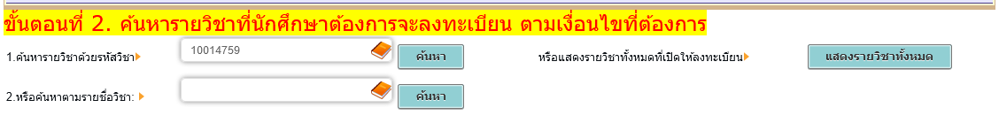 ขั้นตอนที่ 2. ค้นหารายวิชาที่นักศึกษาต้องการจะลงทะเบียน ตามเงื่อนไขที่ต้องการ
1.ค้นหารายวิชาด้วยรหัสวิชา 10014759 ค้นหา หรือแสดงรายวิชาทั้งหมดที่เปิดให้ลงทะเบียน แสดงรายวิชาทั้งหมด
2.หรือค้นหาตามรายชื่อวิชา: ค้นหา